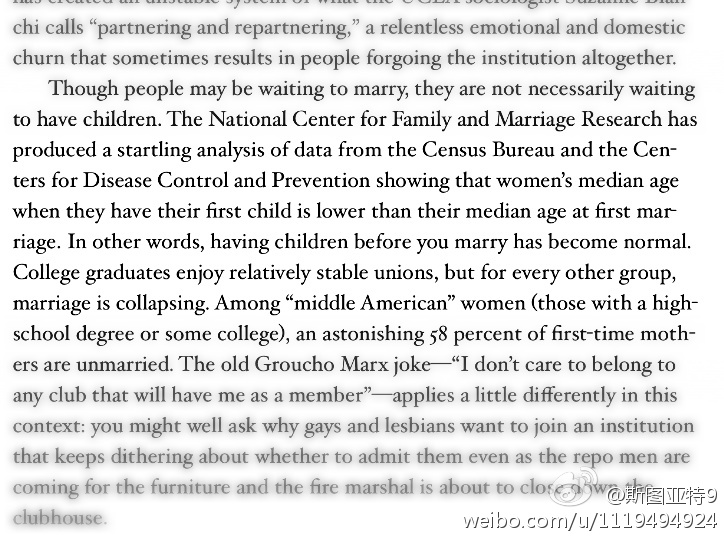 has created an unstable system of what the UCLA sociologist Suzanne Bian-
chi calls “partnering and repartnering,” a relentless emotional and domestic
churn that sometimes results in people forgoing the institution altogether.
Though people may be waiting to marry, they are not necessarily waiting
to have children. The National Center for Family and Marriage Research has
produced a startling analysis of data from the Census Bureau and the Cen-
ters for Disease Control and Prevention showing that women’s median age
when they have their first child is lower than their median age at first mar-
riage. In other words, having children before you marry has become normal.
College graduates enjoy relatively stable unions, but for every other group,
marriage is collapsing. Among “middle American” women (those with a high-
school degree or some college), an astonishing 58 percent of first-time moth-
ers are unmarried. The old Groucho Marx joke—“I don’t care to belong to
any club that will have me as a member”—applies a little differently in this
context: you might well ask why gays and lesbians want to join an institution
that keeps dithering about whether to admit them even as the repo men are
coming for the furniture and the fire marshal is about to close down the
clubhouse.
@斯图亚特9
weibo.com/u/1119494924